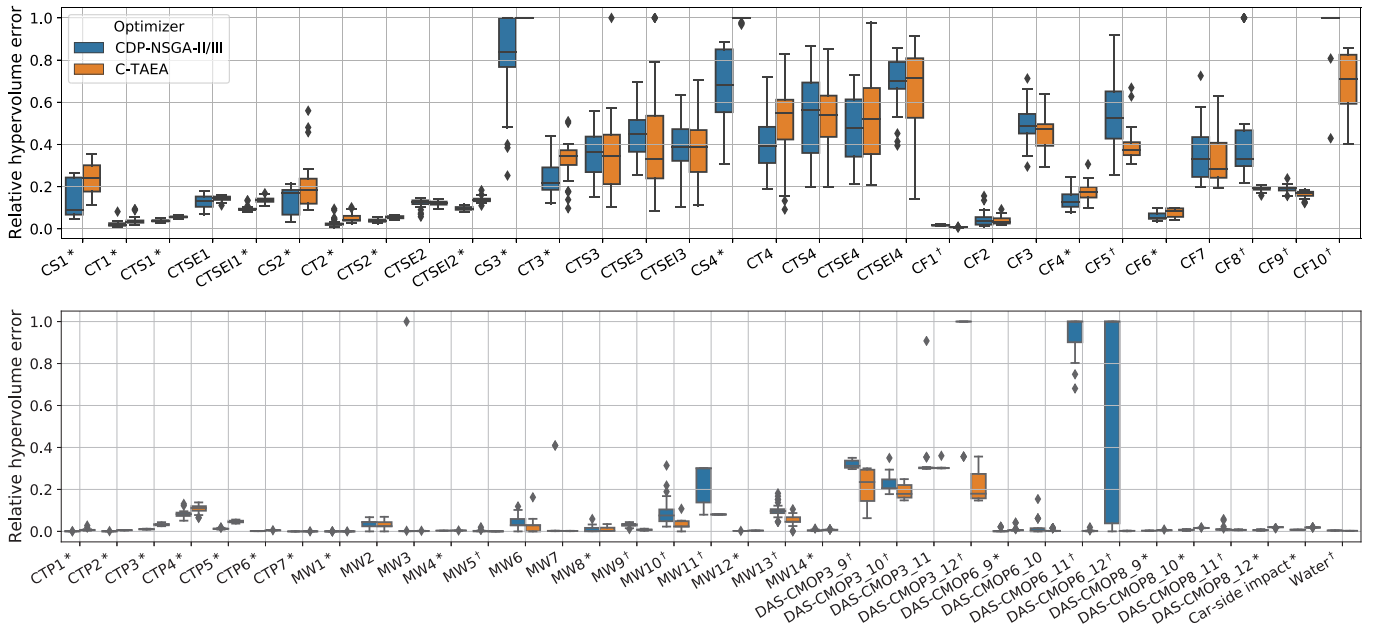 Relative hypervolume error
1.0
0.8
0.6
0.4
0.2
0.0
Optimizer
CDP-NSGA-II/III
C-TAEA
CS1*
CT1*
CTS1*
CTSE1
CTSEI1*
CS2*
CT2*
CTS2*
CTSE2
CTSEI2*
CS3*
CT3*
CTS3
CTSE3
CTSEI3
CS4*
CT4
CTS4
CTSE4
CTSEI4
CF1†
CF2
CF3
CF4*
CF5†
CF6*
CF7
CF8†
CF9†
CF10†
Relative hypervolume error
1.0
0.8
0.6
0.4
0.2
0.0
CTP1*
CTP2*
CTP3*
CTP4*
CTP5*
CTP6*
CTP7*
MW1*
MW2
MW3
MW4*
MW5†
MW6
MW7
MW8*
MW9†
MW10†
MW11†
MW12*
MW13†
MW14*
DAS-CMOP3_9†
DAS-CMOP3_10†
DAS-CMOP3_11
DAS-CMOP3_12†
DAS-CMOP6_9*
DAS-CMOP6_10
DAS-CMOP6_11†
DAS-CMOP6_12†
DAS-CMOP8_9*
DAS-CMOP8_10*
DAS-CMOP8_11†
DAS-CMOP8_12*
Car-side impact*
Water†